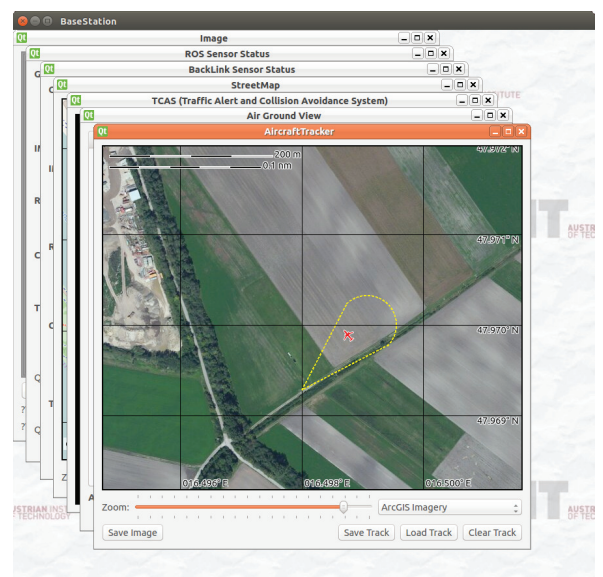 BaseStation
Image
ROS Sensor Status
BackLink Sensor Status
StreetMap
TCAS (Traffic Alert and Collision Avoidance System)
Air Ground View
AircraftTracker
200 m
0.1 nm
47.972° N
47.971° N
47.970° N
47.969° N
016.496° E
016.498° E
016.500° E
Zoom:
ArcGIS Imagery
Save Image
Save Track
Load Track
Clear Track